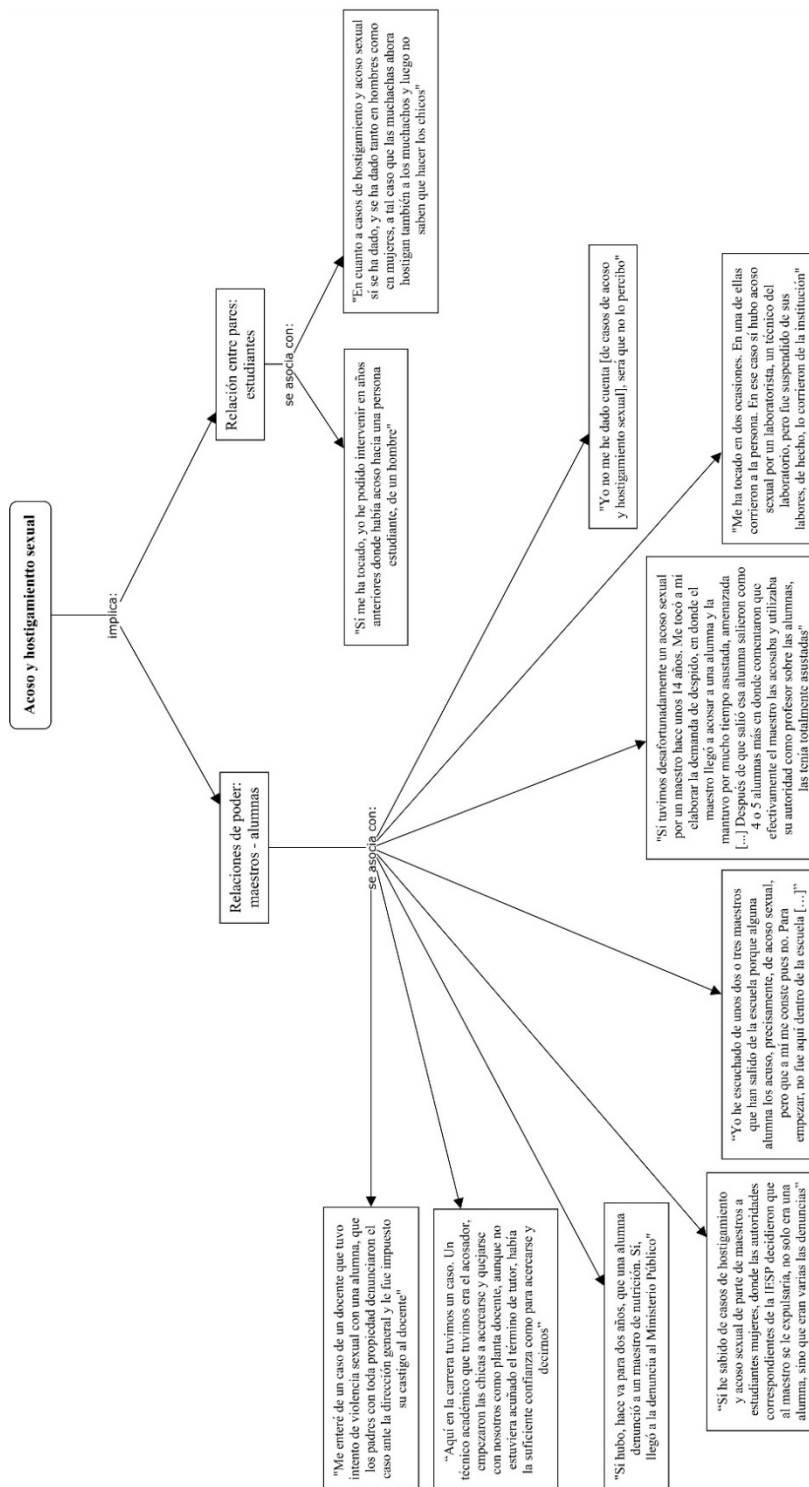 Acoso y hostigamientto sexual
implica:
Relaciones de poder:
maestros - alumnas
Relación entre pares:
estudiantes
se asocia con:
"Sí me ha tocado, yo he podido intervenir en años
anteriores donde había acoso hacia una persona
estudiante, de un hombre"
"En cuanto a casos de hostigamiento y acoso sexual
sí se ha dado, y se ha dado tanto en hombres como
en mujeres, a tal caso que las muchachas ahora
hostigan también a los muchachos y luego no
saben que hacer los chicos"
se asocia con:
"Me enteré de un caso de un docente que tuvo
intento de violencia sexual con una alumna, que
los padres con toda propiedad denunciaron el
caso ante la dirección general y le fue impuesto
su castigo al docente"
“Aquí en la carrera tuvimos un caso. Un
técnico académico que tuvimos era el acosador,
empezaron las chicas a acercarse y quejarse
con nosotros como planta docente, aunque no
estuviera acuñado el término de tutor, había
la suficiente confianza como para acercarse y
decirnos”
"Sí hubo, hace va para dos años, que una alumna
denunció a un maestro de nutrición. Sí,
llegó a la denuncia al Ministerio Público"
“Sí he sabido de casos de hostigamiento
y acoso sexual de parte de maestros a
estudiantes mujeres, donde las autoridades
correspondientes de la IESP decidieron que
al maestro se le expulsaría, no solo era una
alumna, sino que eran varias las denuncias”
“Yo he escuchado de unos dos o tres maestros
que han salido de la escuela porque alguna
alumna los acuso, precisamente, de acoso sexual,
pero que a mí me conste pues no. Para
empezar, no fue aquí dentro de la escuela [...]”
"Sí tuvimos desafortunadamente un acoso sexual
por un maestro hace unos 14 años. Me tocó a mí
elaborar la demanda de despido, en donde el
maestro llegó a acosar a una alumna y la
mantuvo por mucho tiempo asustada, amenazada
[...] Después de que salió esa alumna salieron como
4 o 5 alumnas más en donde comentaron que
efectivamente el maestro las acosaba y utilizaba
su autoridad como profesor sobre las alumnas,
las tenía totalmente asustadas"
"Me ha tocado en dos ocasiones. En una de ellas
corrieron a la persona. En ese caso sí hubo acoso
sexual por un laboratorista, un técnico del
laboratorio, pero fue suspendido de sus
labores, de hecho, lo corrieron de la institución"
"Yo no me he dado cuenta [de casos de acoso
y hostigamiento sexual], será que no lo percibo"